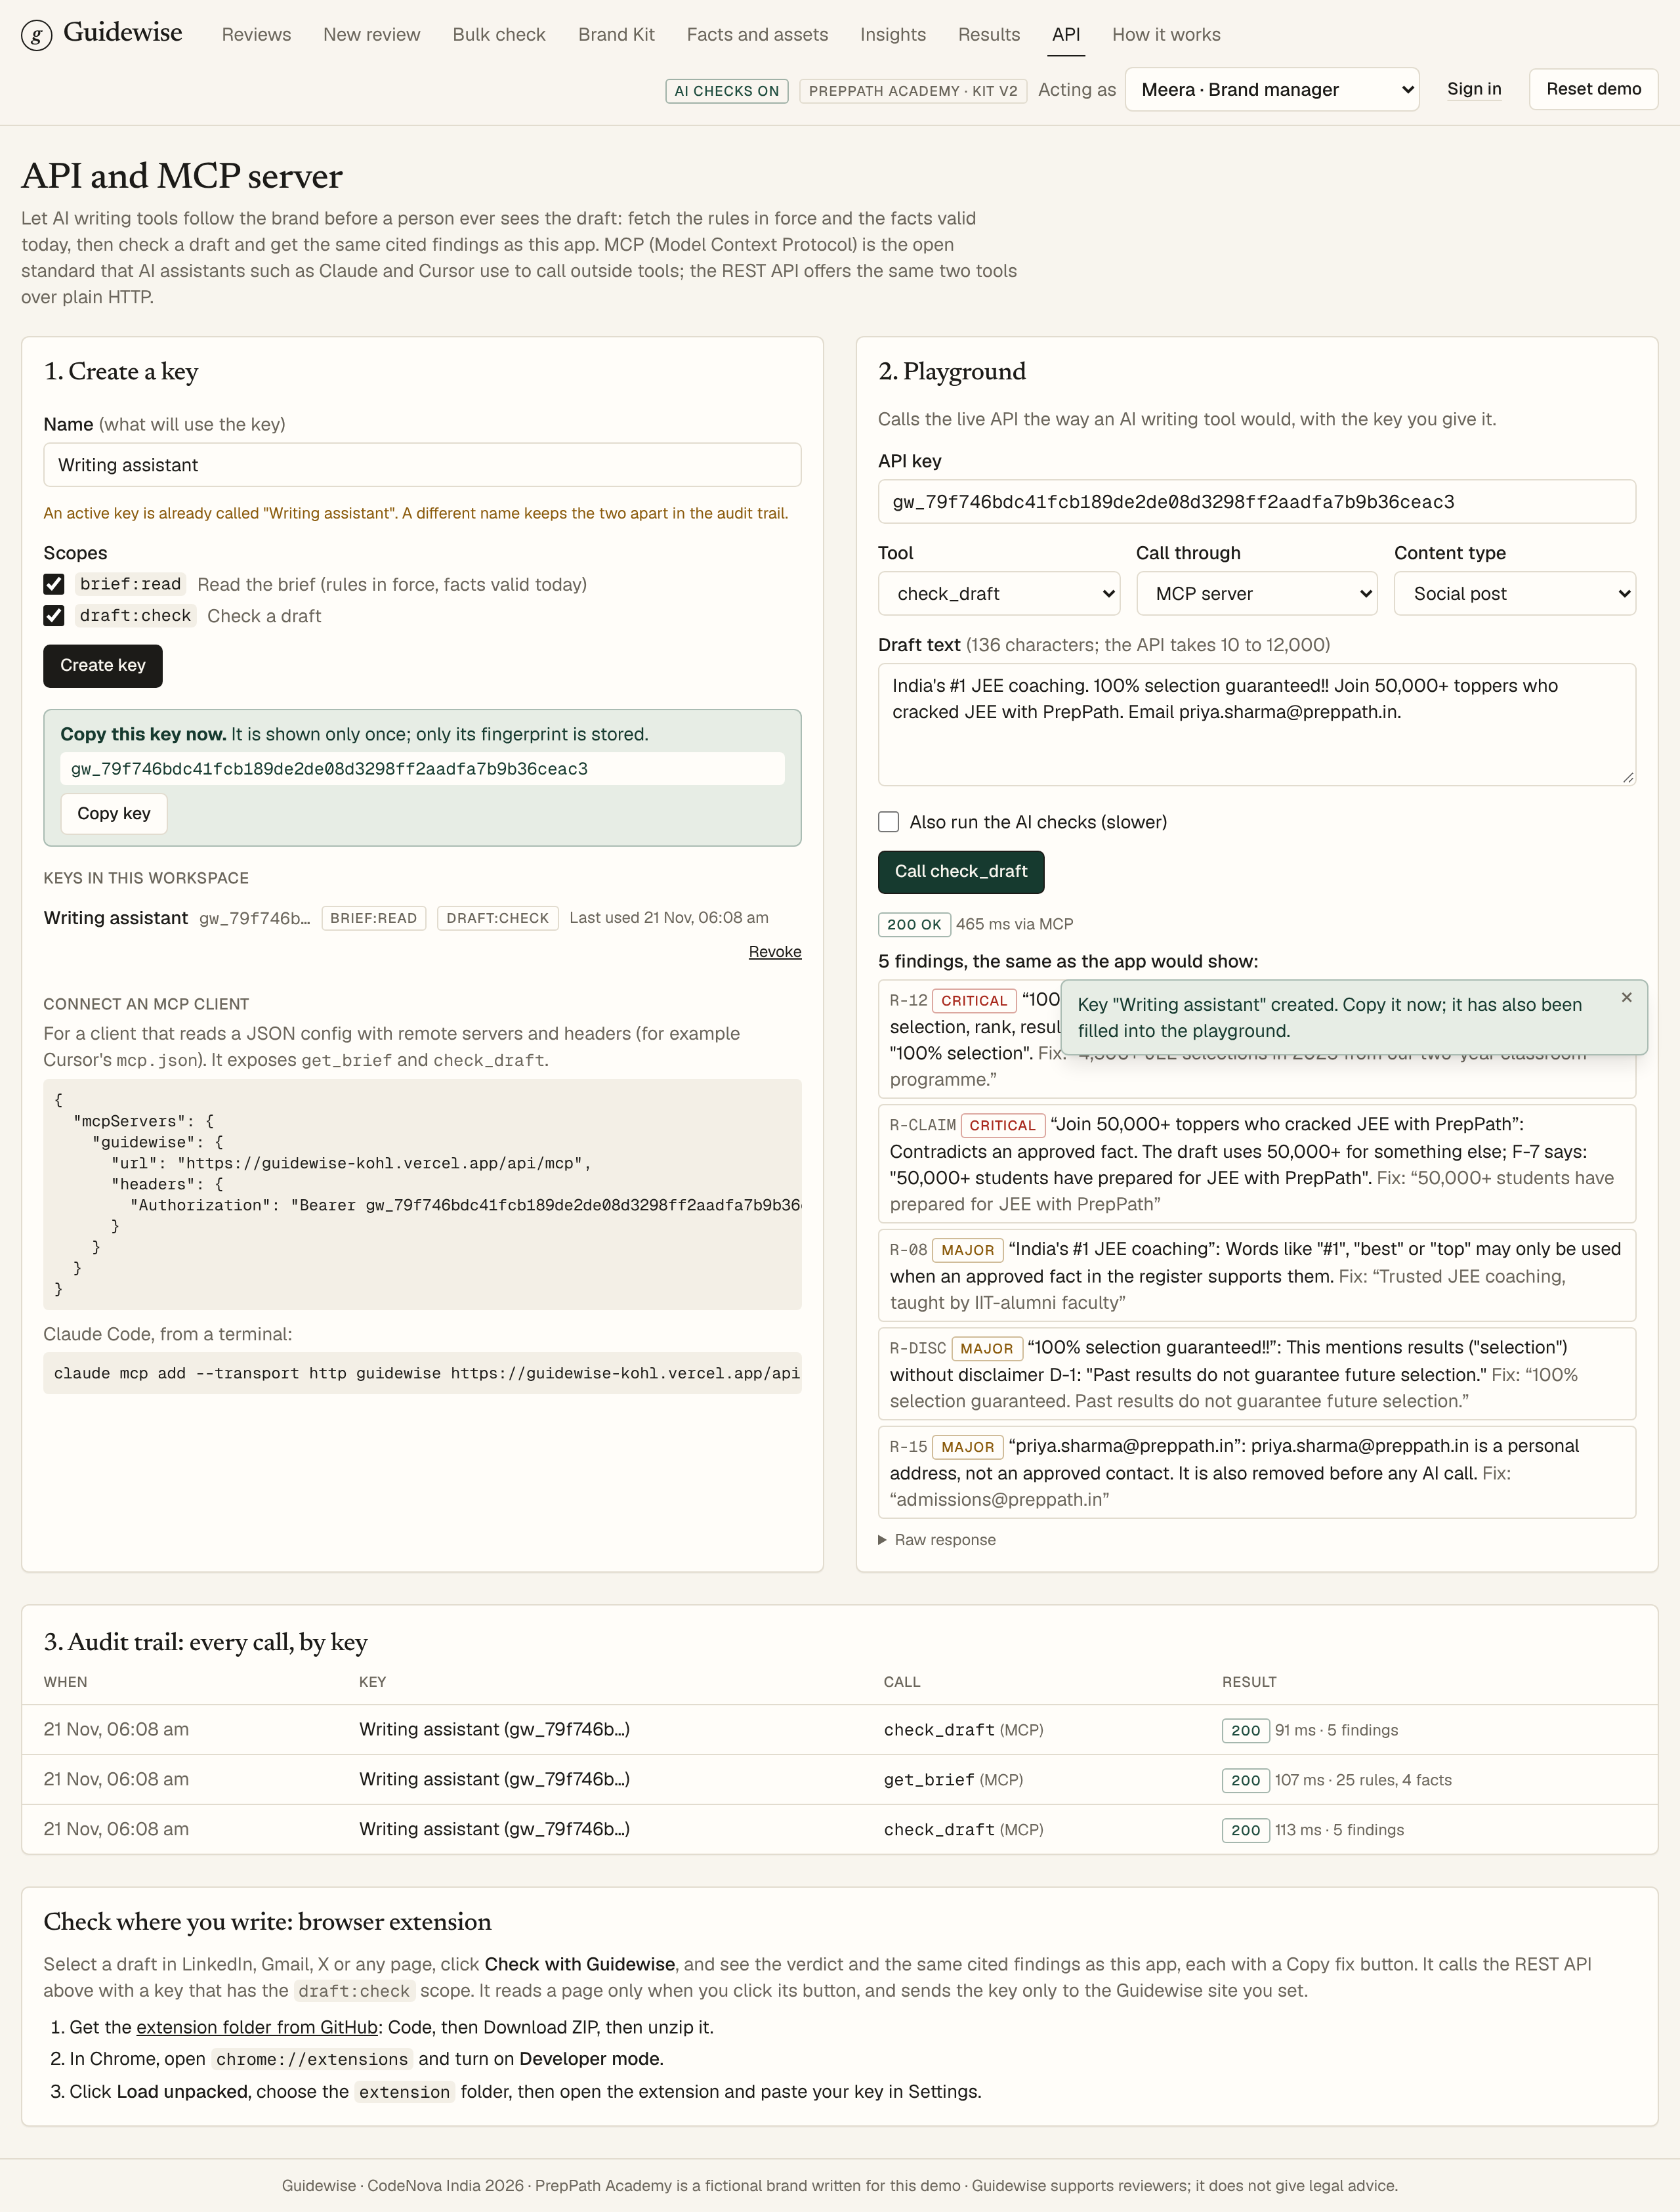 g Guidewise Reviews New review Bulk check Brand Kit Facts and assets Insights Results API How it works
AI CHECKS ON PREPPATH ACADEMY · KIT V2 Acting as Meera · Brand manager Sign in Reset demo
API and MCP server
Let AI writing tools follow the brand before a person ever sees the draft: fetch the rules in force and the facts valid
today, then check a draft and get the same cited findings as this app. MCP (Model Context Protocol) is the open
standard that AI assistants such as Claude and Cursor use to call outside tools; the REST API offers the same two tools
over plain HTTP.
1. Create a key
Name (what will use the key)
Writing assistant
An active key is already called "Writing assistant". A different name keeps the two apart in the audit trail.
Scopes
brief:read Read the brief (rules in force, facts valid today)
draft:check Check a draft
Create key
Copy this key now. It is shown only once; only its fingerprint is stored.
gw_79f746bdc41fcb189de2de08d3298ff2aadfa7b9b36ceac3
Copy key
KEYS IN THIS WORKSPACE
Writing assistant gw_79f746b… BRIEF:READ DRAFT:CHECK Last used 21 Nov, 06:08 am
Revoke
CONNECT AN MCP CLIENT
For a client that reads a JSON config with remote servers and headers (for example
Cursor's mcp.json). It exposes get_brief and check_draft.
{
"mcpServers": {
"guidewise": {
"url": "https://guidewise-kohl.vercel.app/api/mcp",
"headers": {
"Authorization": "Bearer gw_79f746bdc41fcb189de2de08d3298ff2aadfa7b9b36
}
}
}
}
Claude Code, from a terminal:
claude mcp add --transport http guidewise https://guidewise-kohl.vercel.app/api
2. Playground
Calls the live API the way an AI writing tool would, with the key you give it.
API key
gw_79f746bdc41fcb189de2de08d3298ff2aadfa7b9b36ceac3
Tool Call through Content type
check_draft MCP server Social post
Draft text (136 characters; the API takes 10 to 12,000)
India's #1 JEE coaching. 100% selection guaranteed!! Join 50,000+ toppers who
cracked JEE with PrepPath. Email priya.sharma@preppath.in.
Also run the AI checks (slower)
Call check_draft
200 OK 465 ms via MCP
5 findings, the same as the app would show:
R-12 CRITICAL “100
selection, rank, resul
"100% selection". Fix: “4,300+ JEE selections in 2025 from our two-year classroom
programme.”
Key "Writing assistant" created. Copy it now; it has also been
filled into the playground.
×
R-CLAIM CRITICAL “Join 50,000+ toppers who cracked JEE with PrepPath”:
Contradicts an approved fact. The draft uses 50,000+ for something else; F-7 says:
"50,000+ students have prepared for JEE with PrepPath". Fix: “50,000+ students have
prepared for JEE with PrepPath”
R-08 MAJOR “India's #1 JEE coaching”: Words like "#1", "best" or "top" may only be used
when an approved fact in the register supports them. Fix: “Trusted JEE coaching,
taught by IIT-alumni faculty”
R-DISC MAJOR “100% selection guaranteed!!”: This mentions results ("selection")
without disclaimer D-1: "Past results do not guarantee future selection." Fix: “100%
selection guaranteed. Past results do not guarantee future selection.”
R-15 MAJOR “priya.sharma@preppath.in”: priya.sharma@preppath.in is a personal
address, not an approved contact. It is also removed before any AI call. Fix:
“admissions@preppath.in”
Raw response
3. Audit trail: every call, by key
WHEN KEY CALL RESULT
21 Nov, 06:08 am Writing assistant (gw_79f746b…) check_draft (MCP) 200 91 ms · 5 findings
21 Nov, 06:08 am Writing assistant (gw_79f746b…) get_brief (MCP) 200 107 ms · 25 rules, 4 facts
21 Nov, 06:08 am Writing assistant (gw_79f746b…) check_draft (MCP) 200 113 ms · 5 findings
Check where you write: browser extension
Select a draft in LinkedIn, Gmail, X or any page, click Check with Guidewise, and see the verdict and the same cited findings as this app, each with a Copy fix button. It calls the REST API
above with a key that has the draft:check scope. It reads a page only when you click its button, and sends the key only to the Guidewise site you set.
1. Get the extension folder from GitHub: Code, then Download ZIP, then unzip it.
2. In Chrome, open chrome://extensions and turn on Developer mode.
3. Click Load unpacked, choose the extension folder, then open the extension and paste your key in Settings.
Guidewise · CodeNova India 2026 · PrepPath Academy is a fictional brand written for this demo · Guidewise supports reviewers; it does not give legal advice.